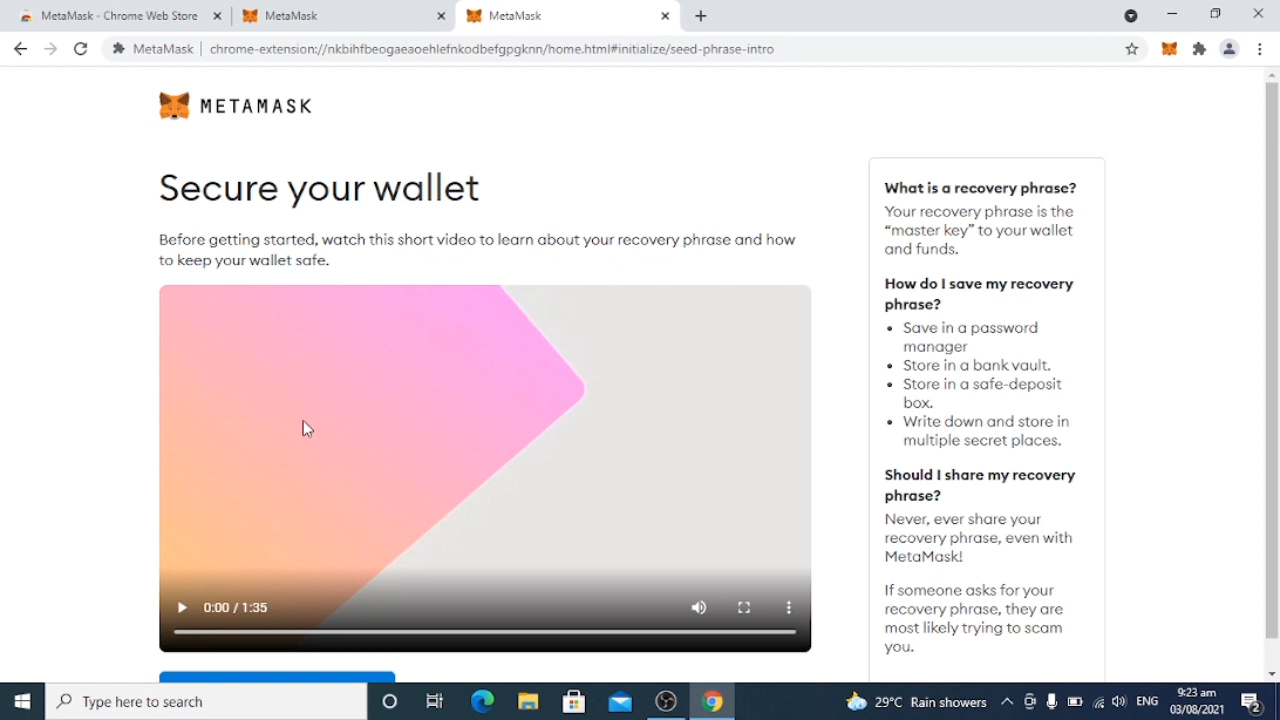 MetaMask - Chrome Web Store
MetaMask
MetaMask
MetaMask
chrome-extension://nkbihfbeogaeaoehlefnkodbefgpgknn/home.html#initialize/seed-phrase-intro
METAMASK
Secure your wallet
Before getting started, watch this short video to learn about your recovery phrase and how
to keep your wallet safe.
0:00 / 1:35
What is a recovery phrase?
Your recovery phrase is the
“master key” to your wallet
and funds.
How do I save my recovery
phrase?
• Save in a password
manager
• Store in a bank vault.
• Store in a safe-deposit
box.
• Write down and store in
multiple secret places.
Should I share my recovery
phrase?
Never, ever share your
recovery phrase, even with
MetaMask!
If someone asks for your
recovery phrase, they are
most likely trying to scam
you.
Type here to search
29°C Rain showers
ENG
9:23 am
03/08/2021
2